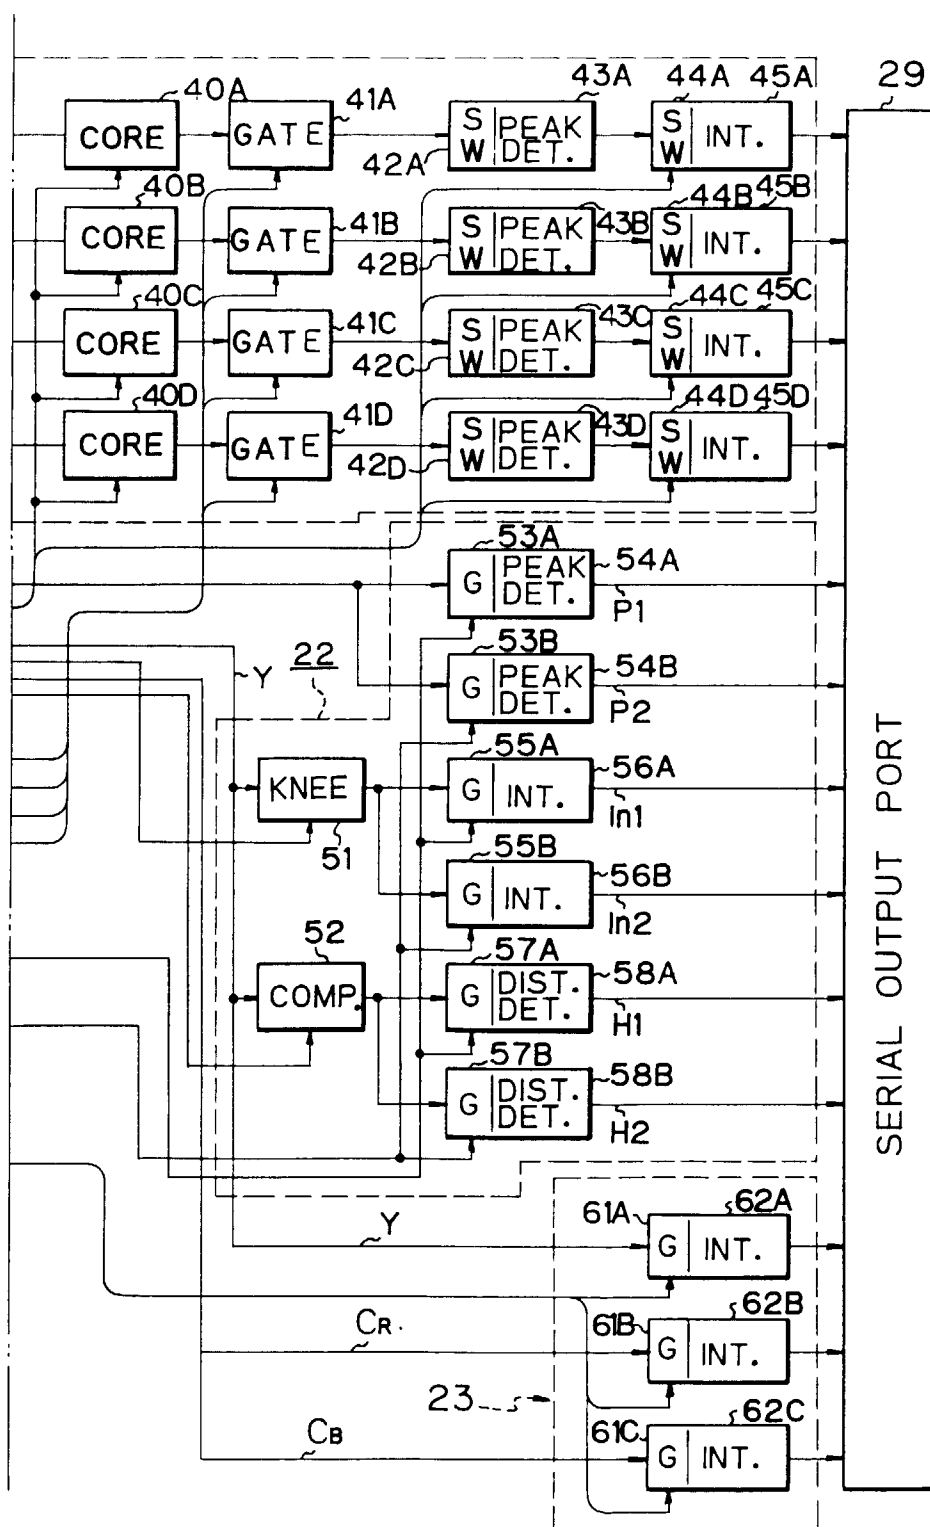 29
40A
41A
43A
44A
45A
CORE
GATE
S W
PEAK DET.
S W
INT.
42A
40B
41B
43B
44B
45B
CORE
GATE
S W
PEAK DET.
S W
INT.
42B
40C
41C
43C
44C
45C
CORE
GATE
S W
PEAK DET.
S W
INT.
42C
40D
41D
43D
44D
45D
CORE
GATE
S W
PEAK DET.
S W
INT.
42D
53A
G
PEAK DET.
54A
P1
22
Y
53B
G
PEAK DET.
54B
P2
55A
KNEE
51
G
INT.
56A
In1
55B
G
INT.
56B
In2
52
COMP.
57A
G
DIST. DET.
58A
H1
57B
G
DIST. DET.
58B
H2
SERIAL OUTPUT PORT
Y
61A
62A
G
INT.
CR
61B
62B
G
INT.
23
CB
61C
62C
G
INT.